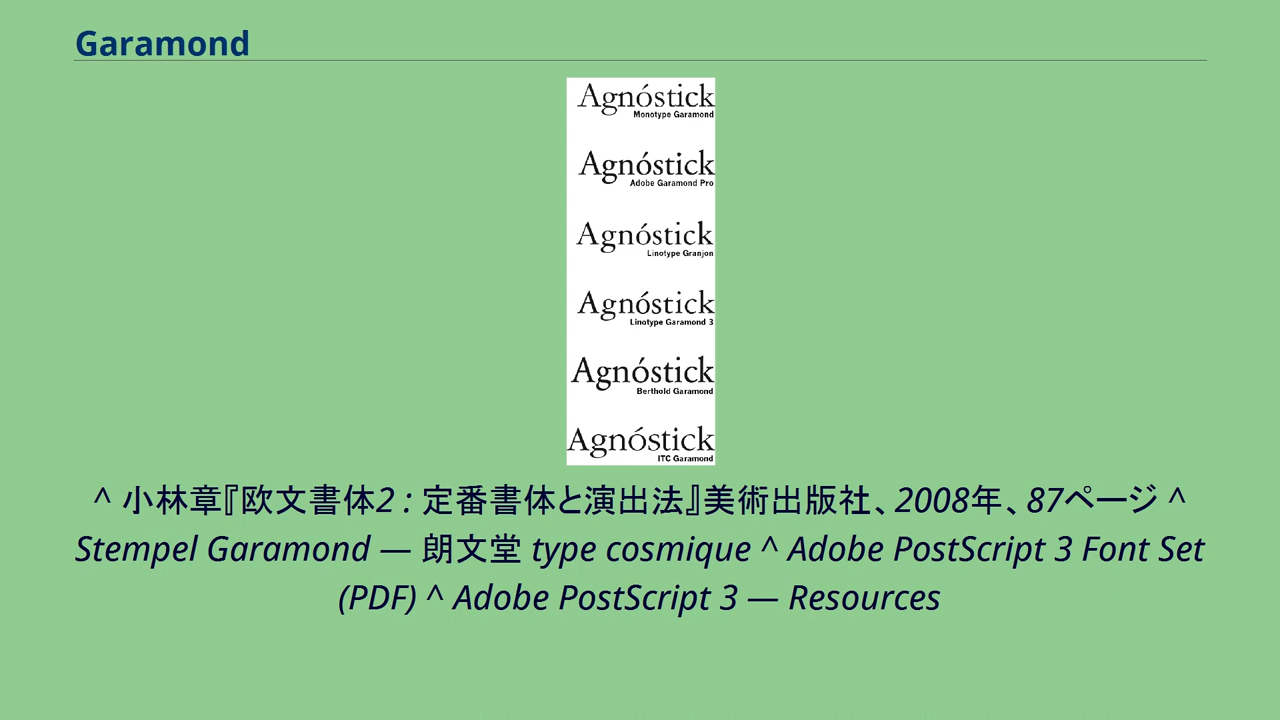 Garamond
Agnóstick
Monotype Garamond
Agnóstick
Adobe Garamond Pro
Agnóstick
Linotype Granjon
Agnóstick
Linotype Garamond 3
Agnóstick
Berthold Garamond
Agnóstick
ITC Garamond
^ 小林章『欧文書体2 : 定番書体と演出法』美術出版社、2008年、87ページ ^
Stempel Garamond — 朗文堂 type cosmique ^ Adobe PostScript 3 Font Set
(PDF) ^ Adobe PostScript 3 — Resources